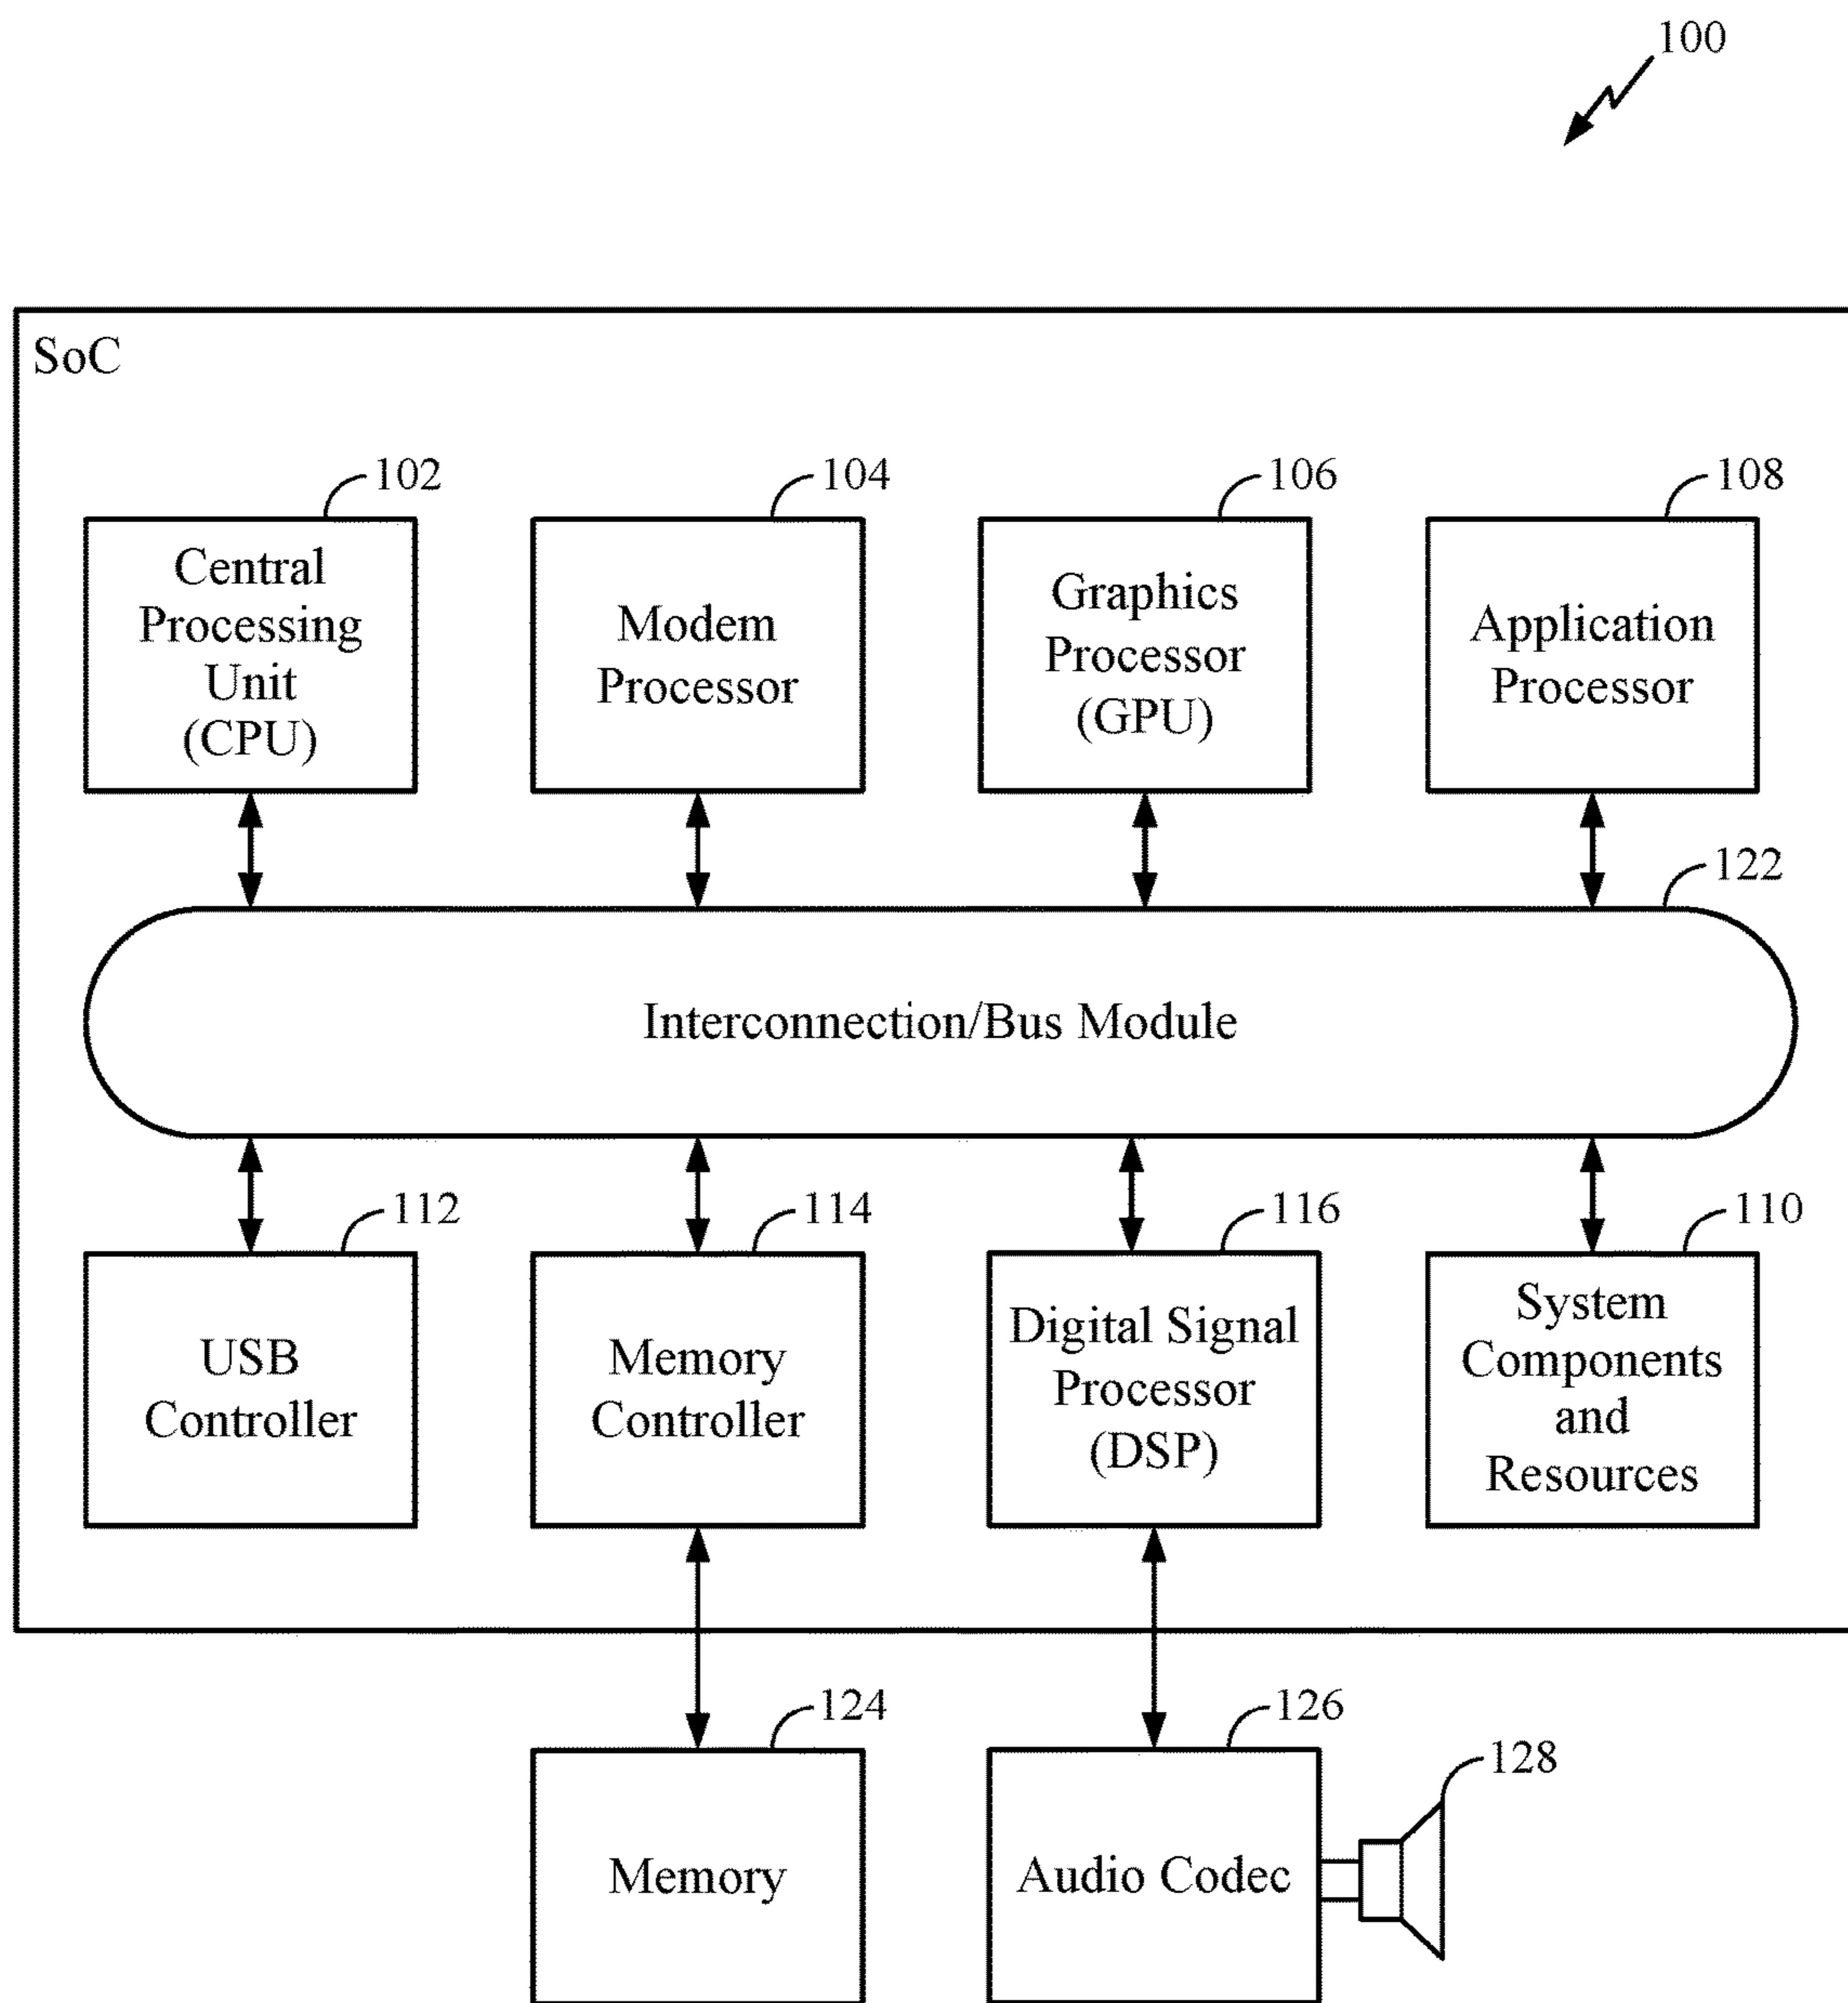 100
SoC
102
104
106
108
Central
Processing
Unit
(CPU)
Modem
Processor
Graphics
Processor
(GPU)
Application
Processor
122
Interconnection/Bus Module
112
114
116
110
USB
Controller
Memory
Controller
Digital Signal
Processor
(DSP)
System
Components
and
Resources
124
126
128
Memory
Audio Codec